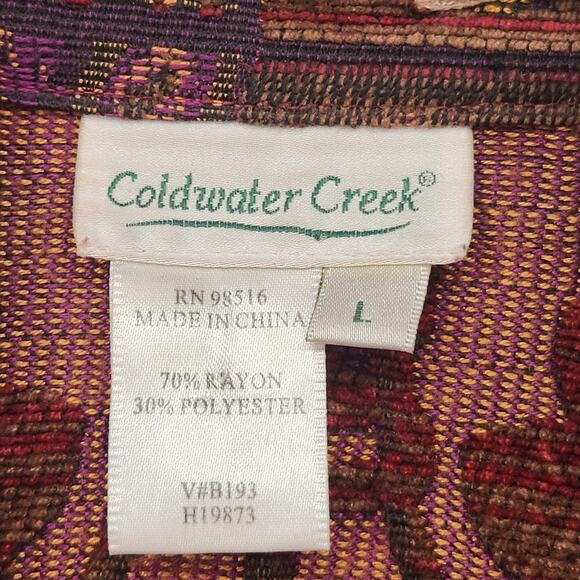 Coldwater Creek®
L
RN 98516
MADE IN CHINA
70% RAYON
30% POLYESTER
V#B193
H19873